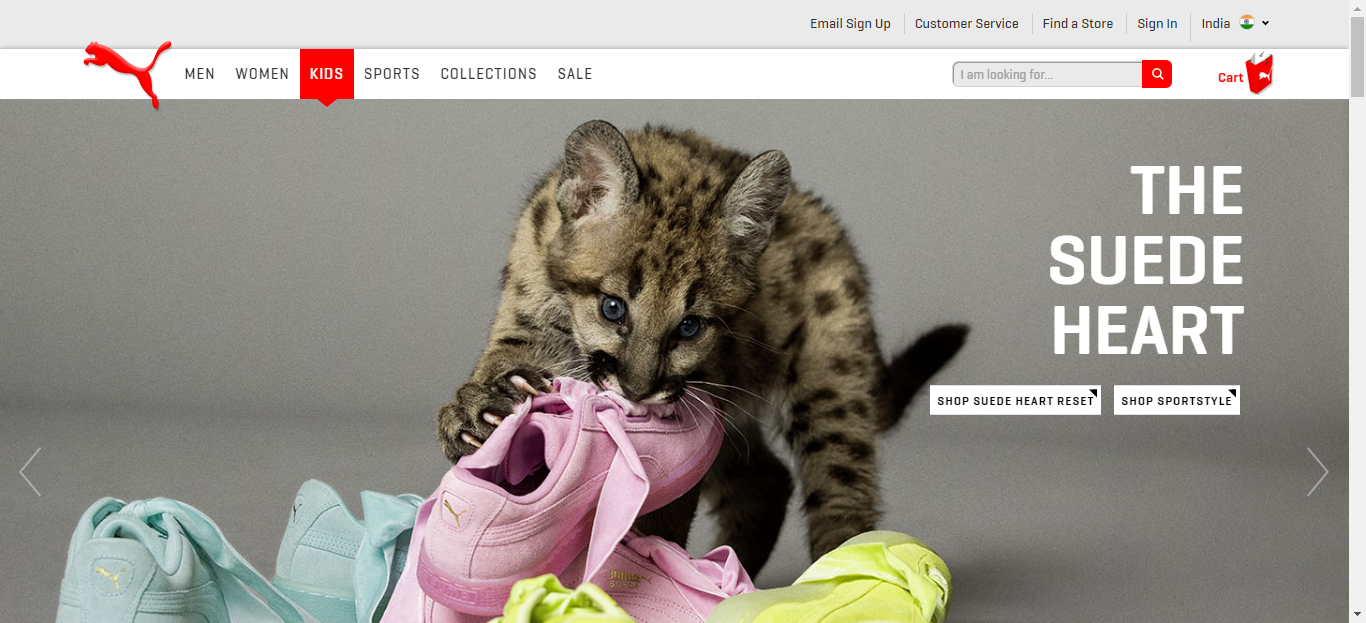 Email Sign Up
Customer Service
Find a Store
Sign In
India
MEN
WOMEN
KIDS
SPORTS
COLLECTIONS
SALE
I am looking for...
Cart
THE
SUEDE
HEART
SHOP SUEDE HEART RESET
SHOP SPORTSTYLE